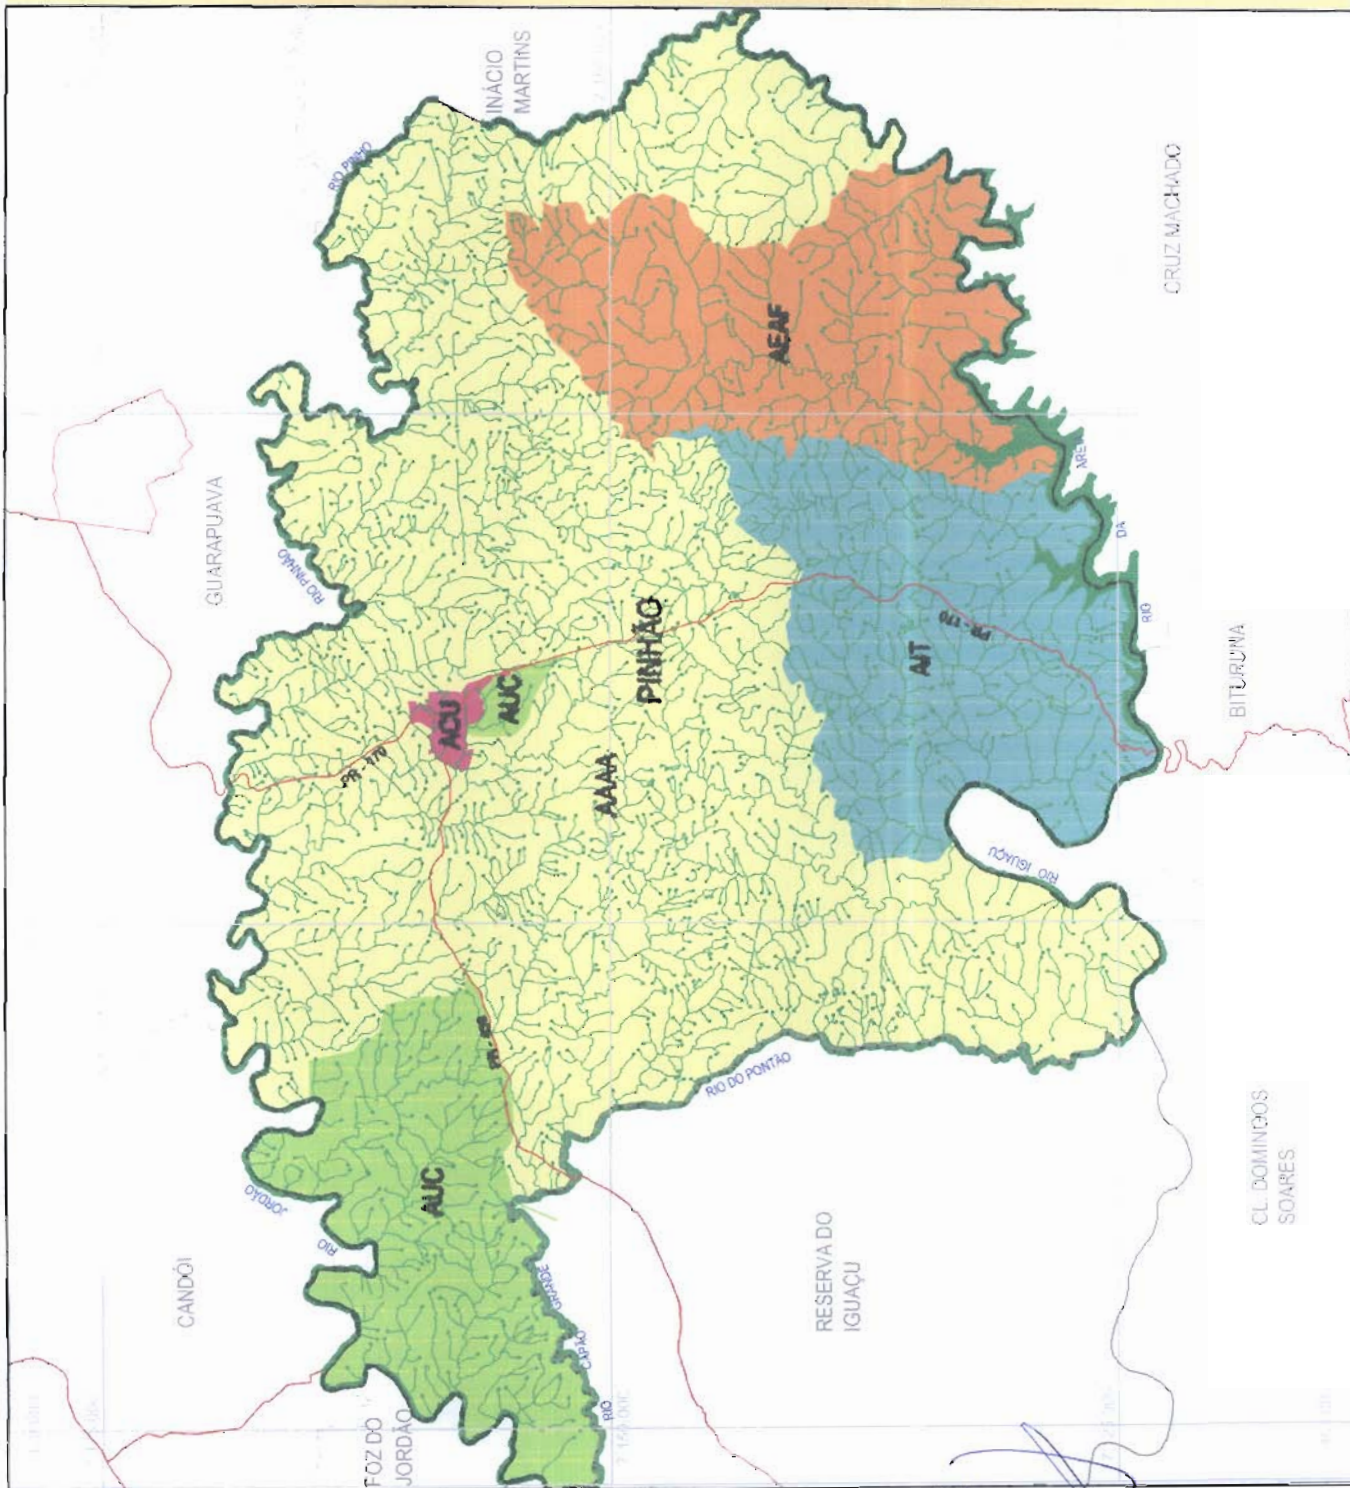 INÁCIO
MARTINS
RIO PINHÃO
CRUZ MACHADO
GUARAPUAVA
RIO PINHÃO
AEAF
DA
RIO
PINHÃO
PR - 170
AIT
BITURUNA
AUC
ACU
PR - 170
AAAA
RIO IGUAÇU
RIO DO PONTÃO
JORDÃO
RIO
AUC
CANDÓI
CL. DOMINGOS
SOARES
RESERVA DO
IGUAÇU
GRANDE
CAPÃO
RIO
FOZ DO
JORDÃO